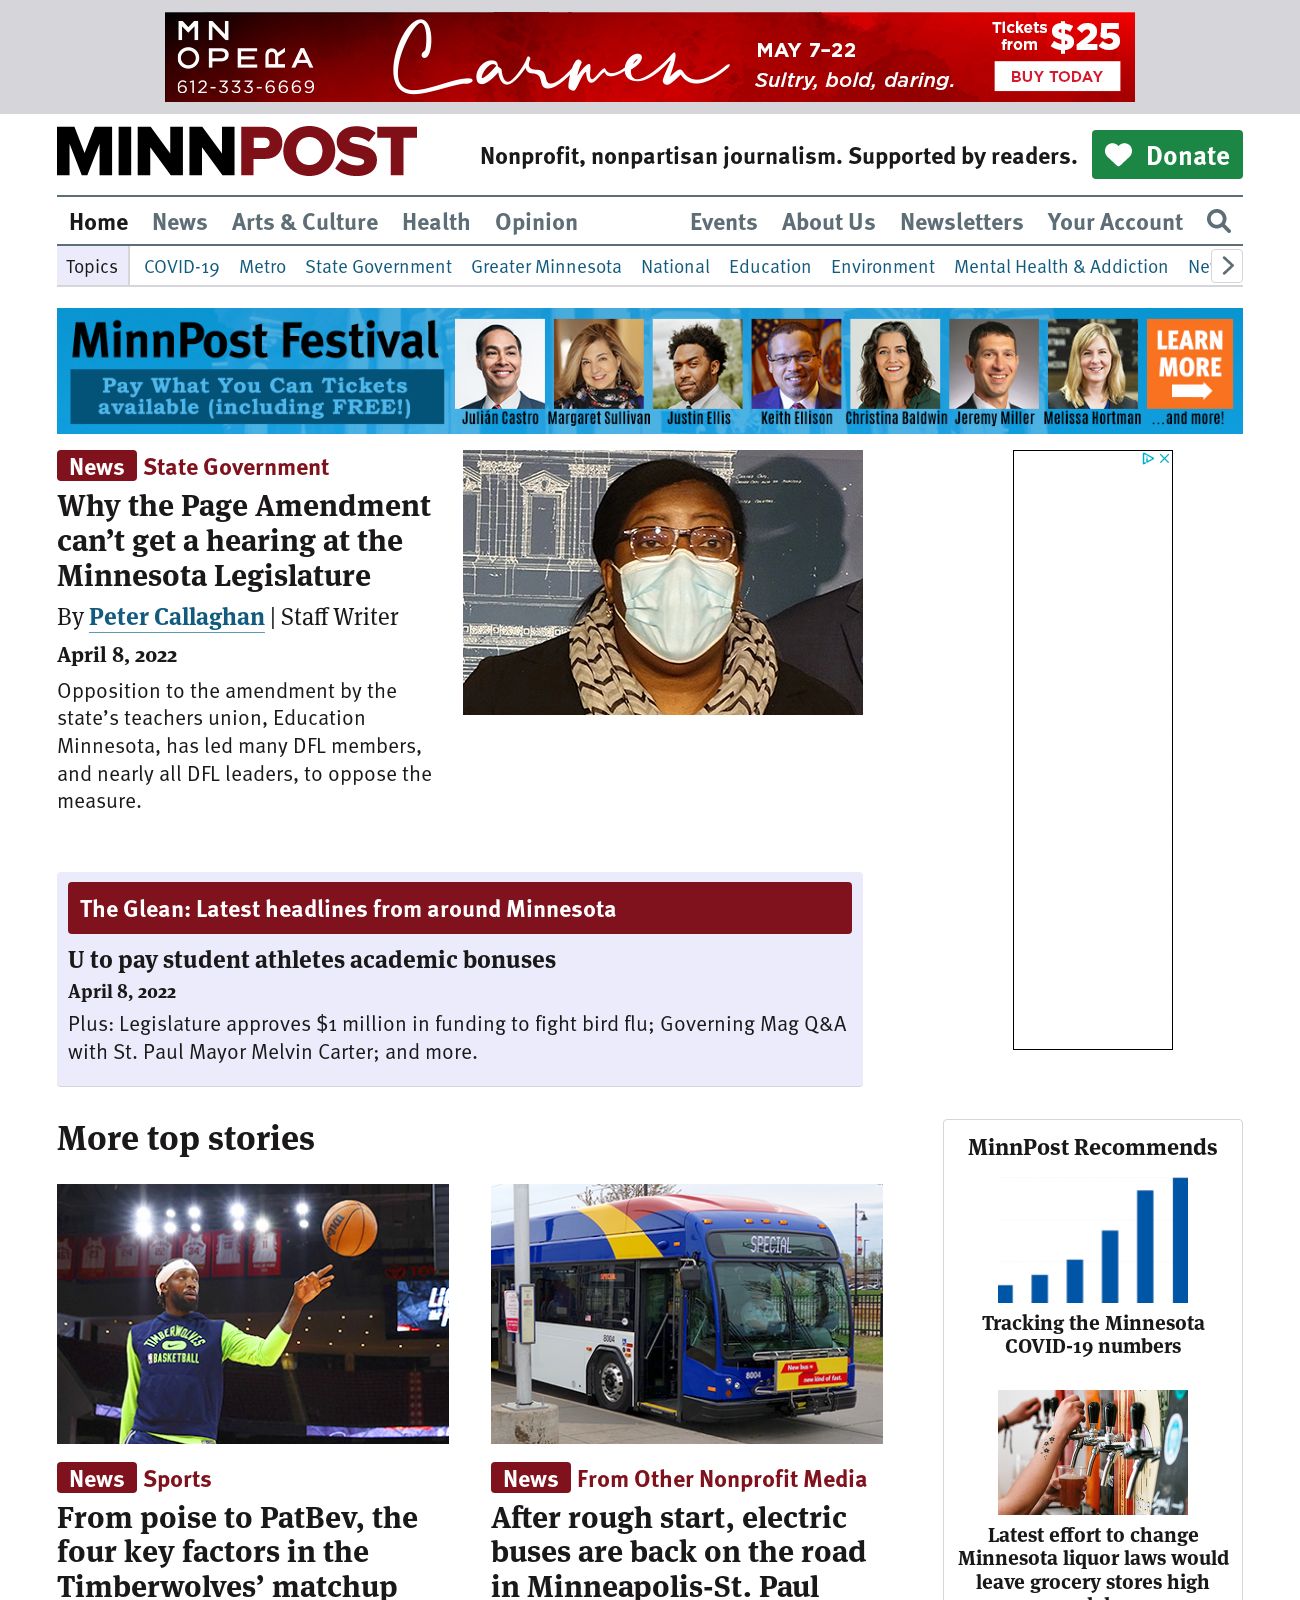 MN
OPERA
612-333-6669
Carmen
MAY 7–22
Sultry, bold, daring.
Tickets
from $25
BUY TODAY
MINNPOST
Nonprofit, nonpartisan journalism. Supported by readers.
Donate
Home News Arts & Culture Health Opinion Events About Us Newsletters Your Account
Topics COVID-19 Metro State Government Greater Minnesota National Education Environment Mental Health & Addiction Ne
MinnPost Festival
Pay What You Can Tickets
available (including FREE!)
Julián Castro Margaret Sullivan Justin Ellis Keith Ellison Christina Baldwin Jeremy Miller Melissa Hortman ...and more!
LEARN
MORE
News State Government
Why the Page Amendment
can’t get a hearing at the
Minnesota Legislature
By Peter Callaghan | Staff Writer
April 8, 2022
Opposition to the amendment by the
state’s teachers union, Education
Minnesota, has led many DFL members,
and nearly all DFL leaders, to oppose the
measure.
The Glean: Latest headlines from around Minnesota
U to pay student athletes academic bonuses
April 8, 2022
Plus: Legislature approves $1 million in funding to fight bird flu; Governing Mag Q&A
with St. Paul Mayor Melvin Carter; and more.
More top stories
TIMBERWOLVES
BASKETBALL
News Sports
From poise to PatBev, the
four key factors in the
Timberwolves’ matchup
SPECIAL
8004
8004
New bus =
new kind of fast.
News From Other Nonprofit Media
After rough start, electric
buses are back on the road
in Minneapolis-St. Paul
MinnPost Recommends
Tracking the Minnesota
COVID-19 numbers
Latest effort to change
Minnesota liquor laws would
leave grocery stores high